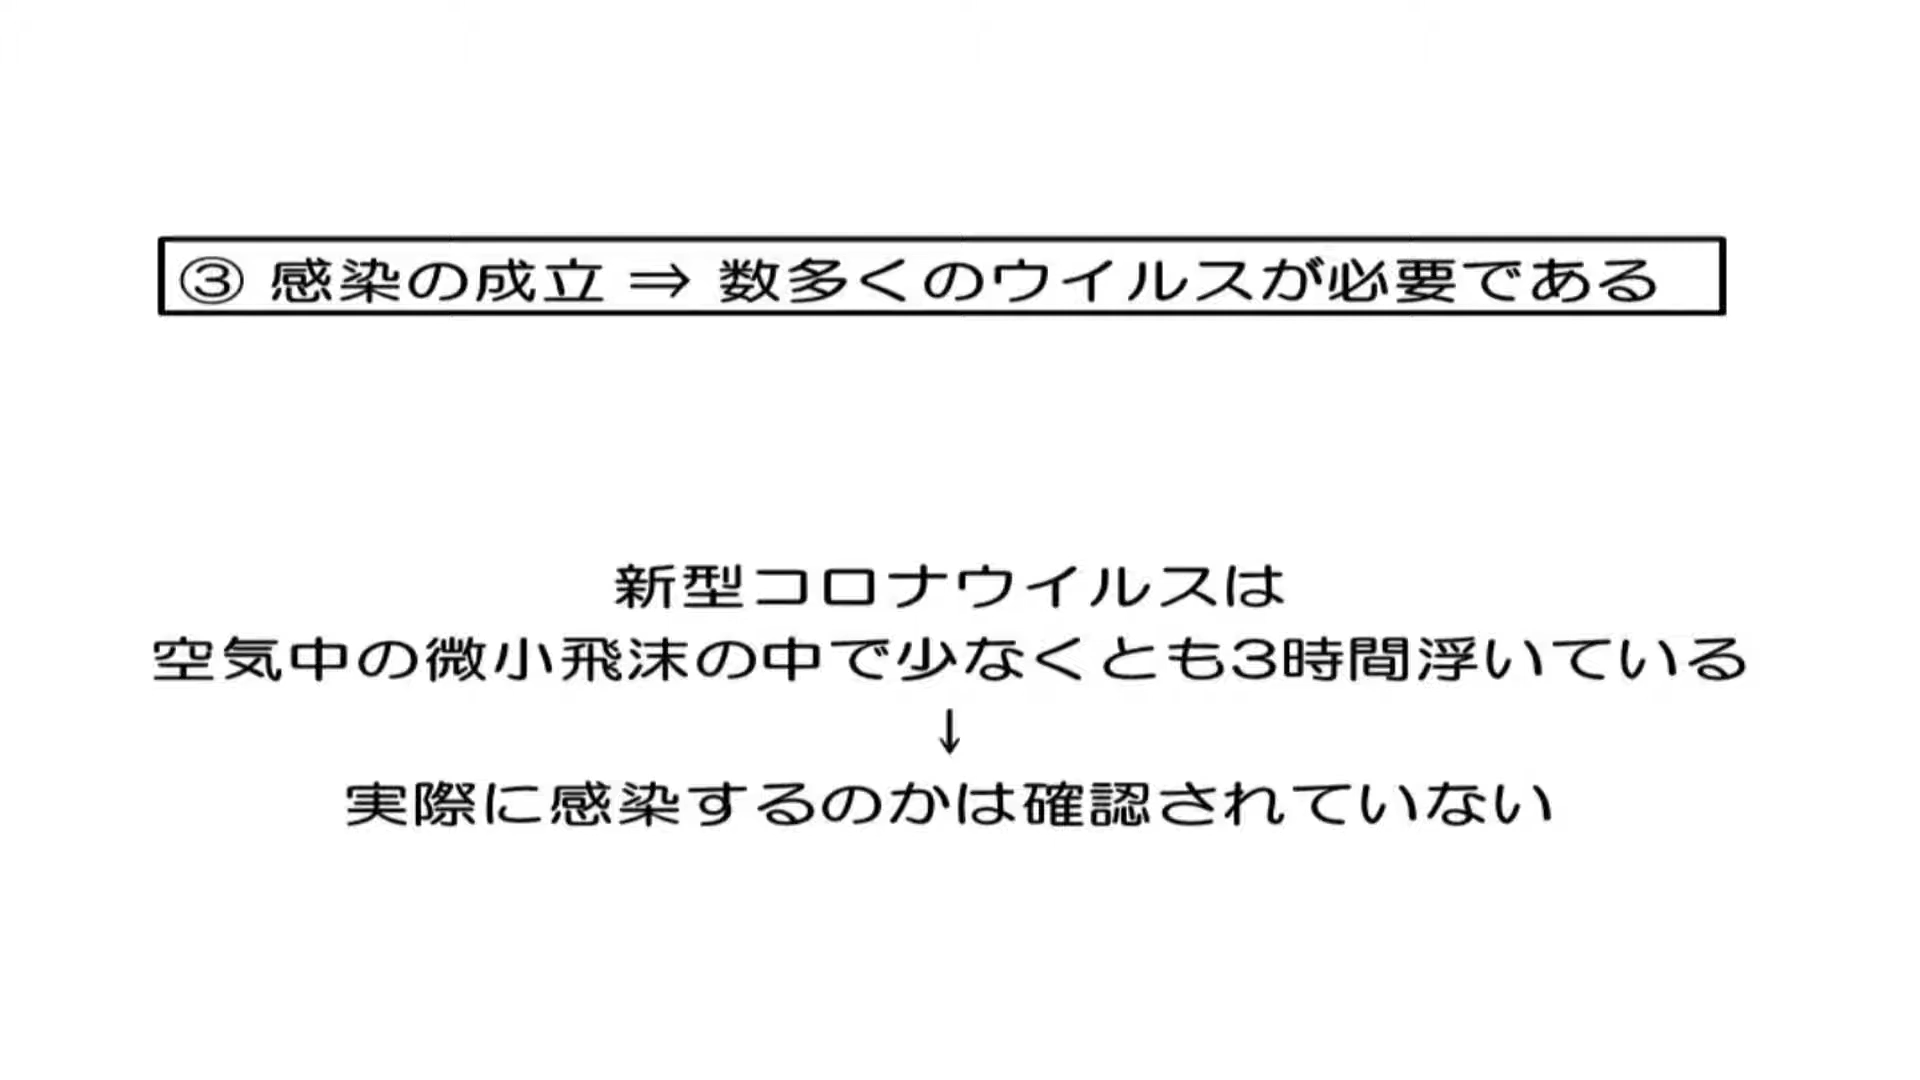 ③ 感染の成立 ⇒ 数多くのウイルスが必要である
新型コロナウイルスは
空気中の微小飛沫の中で少なくとも3時間浮いている
↓
実際に感染するのかは確認されていない